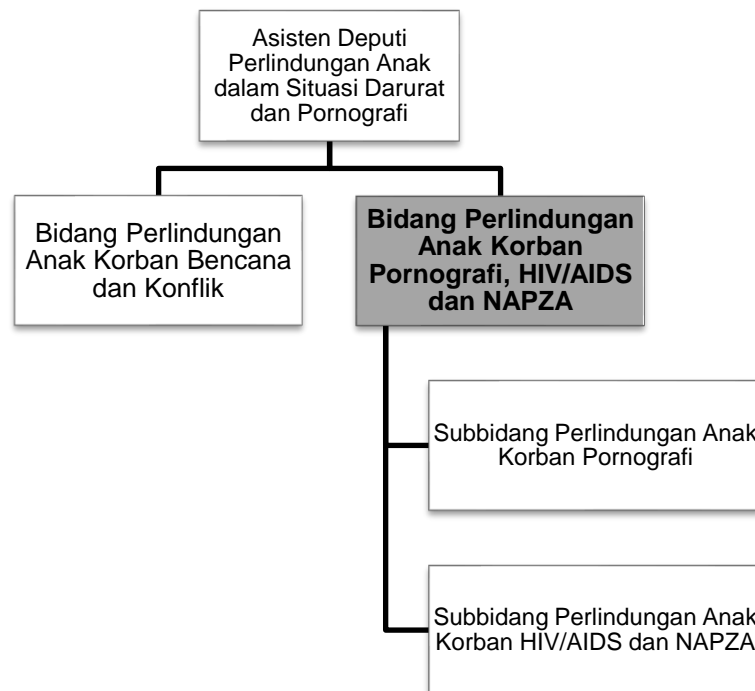 Asisten Deputi
Perlindungan Anak
dalam Situasi Darurat
dan Pornografi
Bidang Perlindungan
Anak Korban Bencana
dan Konflik
Bidang Perlindungan
Anak Korban
Pornografi, HIV/AIDS
dan NAPZA
Subbidang Perlindungan Anak
Korban Pornografi
Subbidang Perlindungan Anak
Korban HIV/AIDS dan NAPZA